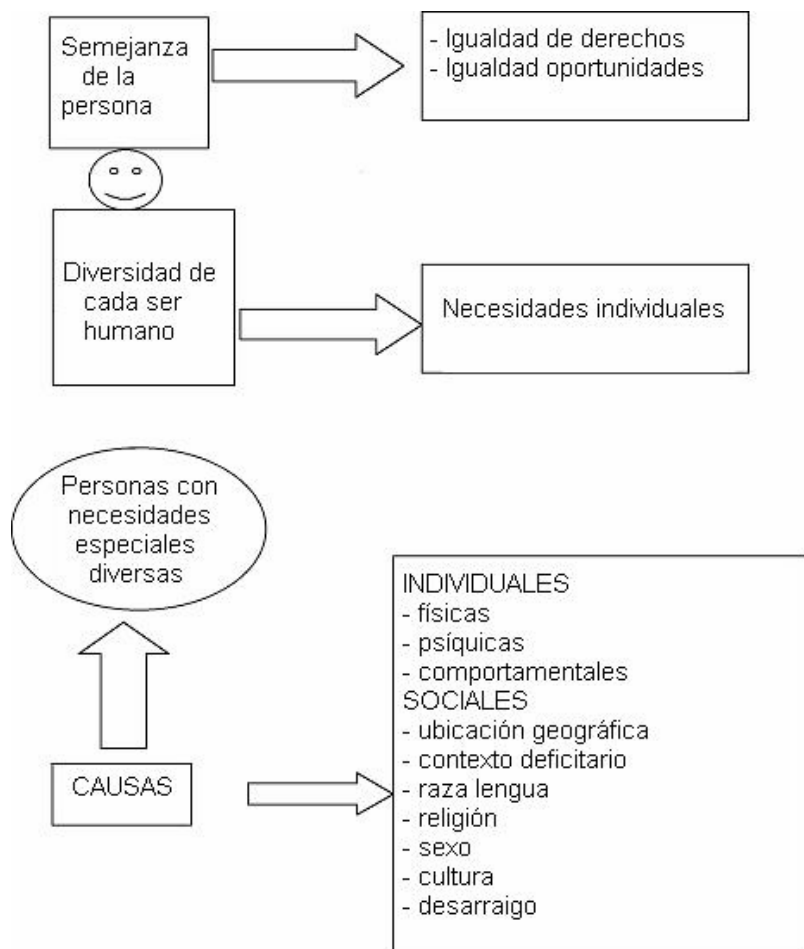 Semejanza
de la
persona
- Igualdad de derechos
- Igualdad oportunidades
Diversidad de
cada ser
humano
Necesidades individuales
Personas con
necesidades
especiales
diversas
CAUSAS
INDIVIDUALES
- físicas
- psíquicas
- comportamentales
SOCIALES
- ubicación geográfica
- contexto deficitario
- raza lengua
- religión
- sexo
- cultura
- desarraigo